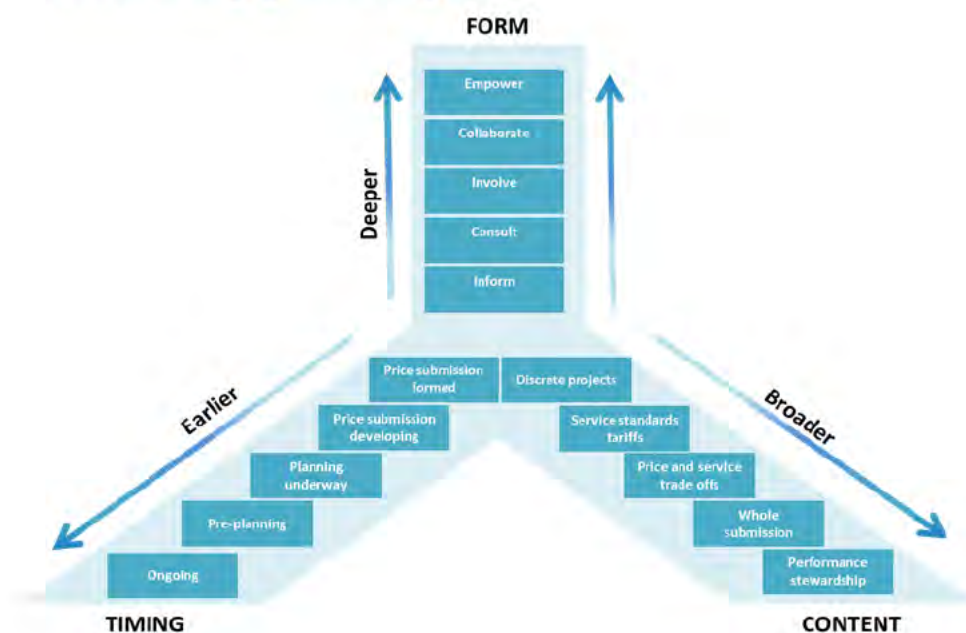 FORM
Empower
Collaborate
Involve
Consult
Inform
Deeper
Earlier
Broader
Price submission
formed
Discrete projects
Price submission
developing
Service standards
tariffs
Planning
underway
Price and service
trade offs
Pre-planning
Whole
submission
Ongoing
Performance
stewardship
TIMING
CONTENT